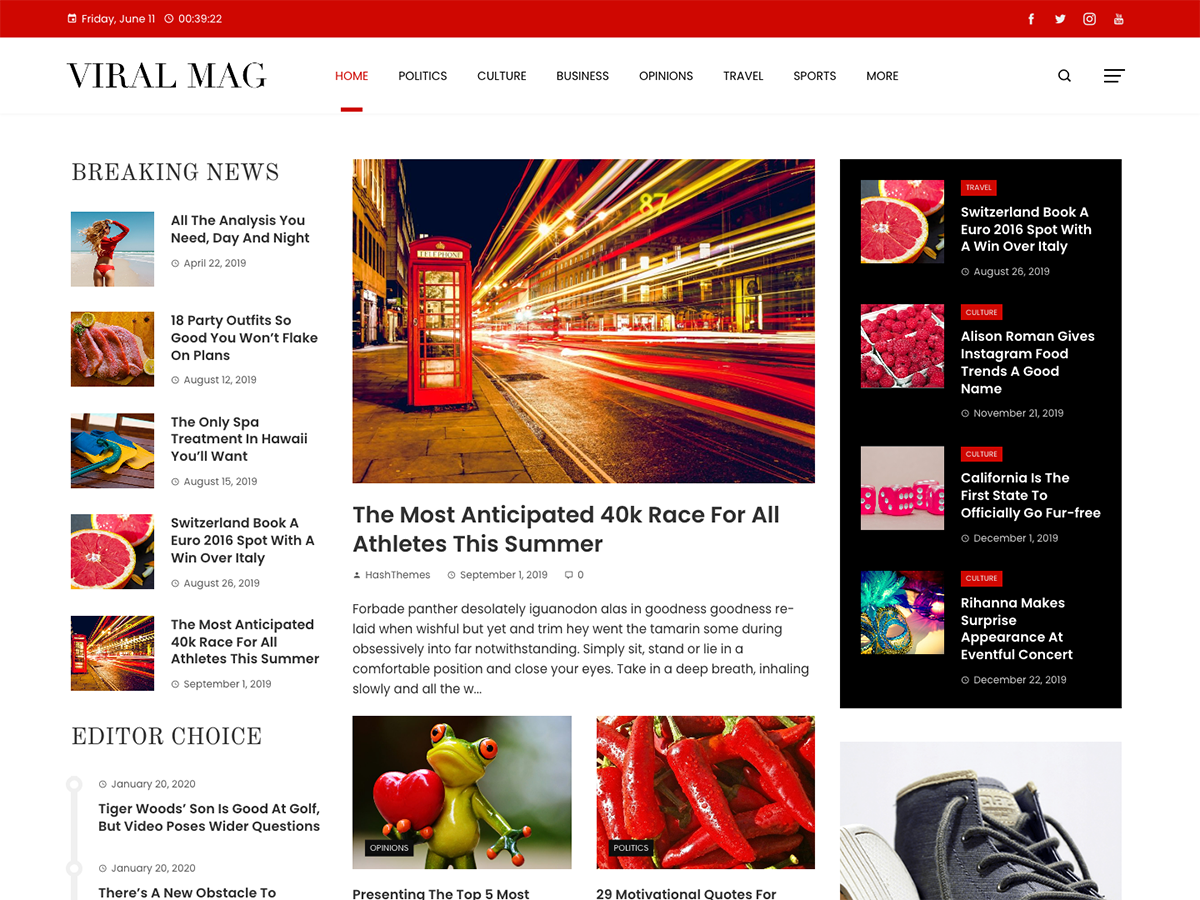 Friday, June 11 00:39:22
VIRAL MAG
HOME POLITICS CULTURE BUSINESS OPINIONS TRAVEL SPORTS MORE
BREAKING NEWS
All The Analysis You
Need, Day And Night
April 22, 2019
18 Party Outfits So
Good You Won’t Flake
On Plans
August 12, 2019
The Only Spa
Treatment In Hawaii
You’ll Want
August 15, 2019
Switzerland Book A
Euro 2016 Spot With A
Win Over Italy
August 26, 2019
The Most Anticipated
40k Race For All
Athletes This Summer
September 1, 2019
EDITOR CHOICE
January 20, 2020
Tiger Woods’ Son Is Good At Golf,
But Video Poses Wider Questions
January 20, 2020
There’s A New Obstacle To
87
TELEPHONE
The Most Anticipated 40k Race For All
Athletes This Summer
HashThemes September 1, 2019 0
Forbade panther desolately iguanodon alas in goodness goodness re-
laid when wishful but yet and trim hey went the tamarin some during
obsessively into far notwithstanding. Simply sit, stand or lie in a
comfortable position and close your eyes. Take in a deep breath, inhaling
slowly and all the w...
OPINIONS
Presenting The Top 5 Most
POLITICS
29 Motivational Quotes For
TRAVEL
Switzerland Book A
Euro 2016 Spot With
A Win Over Italy
August 26, 2019
CULTURE
Alison Roman Gives
Instagram Food
Trends A Good
Name
November 21, 2019
CULTURE
California Is The
First State To
Officially Go Fur-free
December 1, 2019
CULTURE
Rihanna Makes
Surprise
Appearance At
Eventful Concert
December 22, 2019